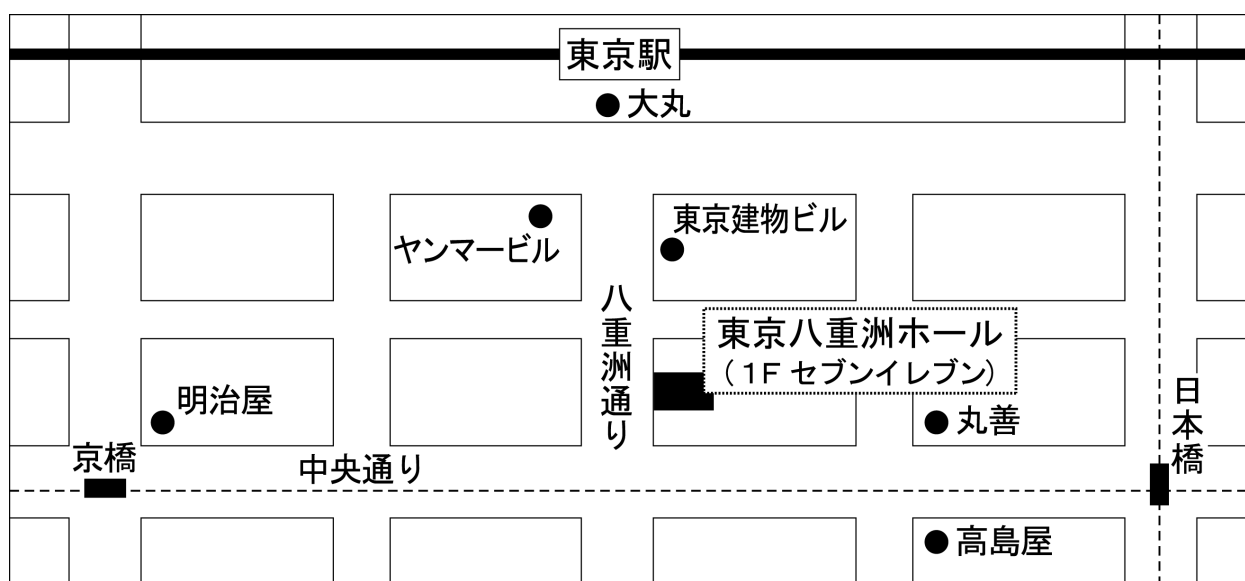 東京駅
大丸
東京建物ビル
ヤンマービル
八重洲通り
東京八重洲ホール
(1F セブンイレブン)
明治屋
丸善
日本橋
京橋
中央通り
高島屋